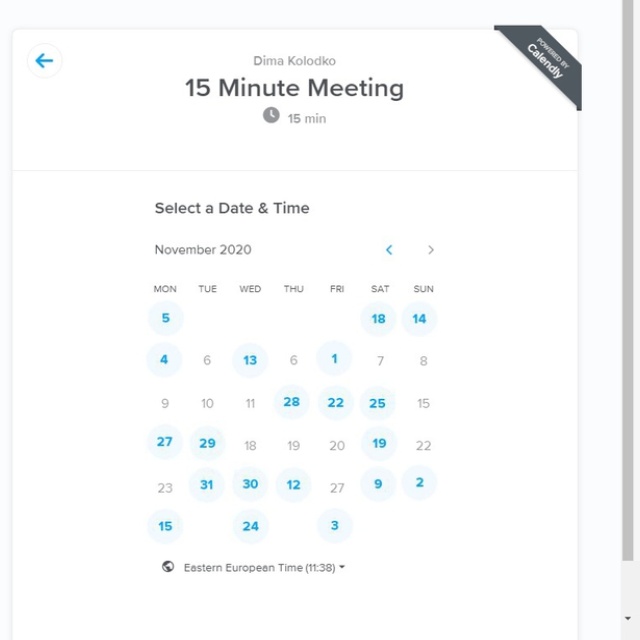 Dima Kolodko
15 Minute Meeting
15 min
POWERED BY
Calendly
Select a Date & Time
November 2020
MON TUE WED THU FRI SAT SUN
5 18 14
4 6 13 6 1 7 8
9 10 11 28 22 25 15
27 29 18 19 20 19 22
23 31 30 12 27 9 2
15 24 3
Eastern European Time (11:38)